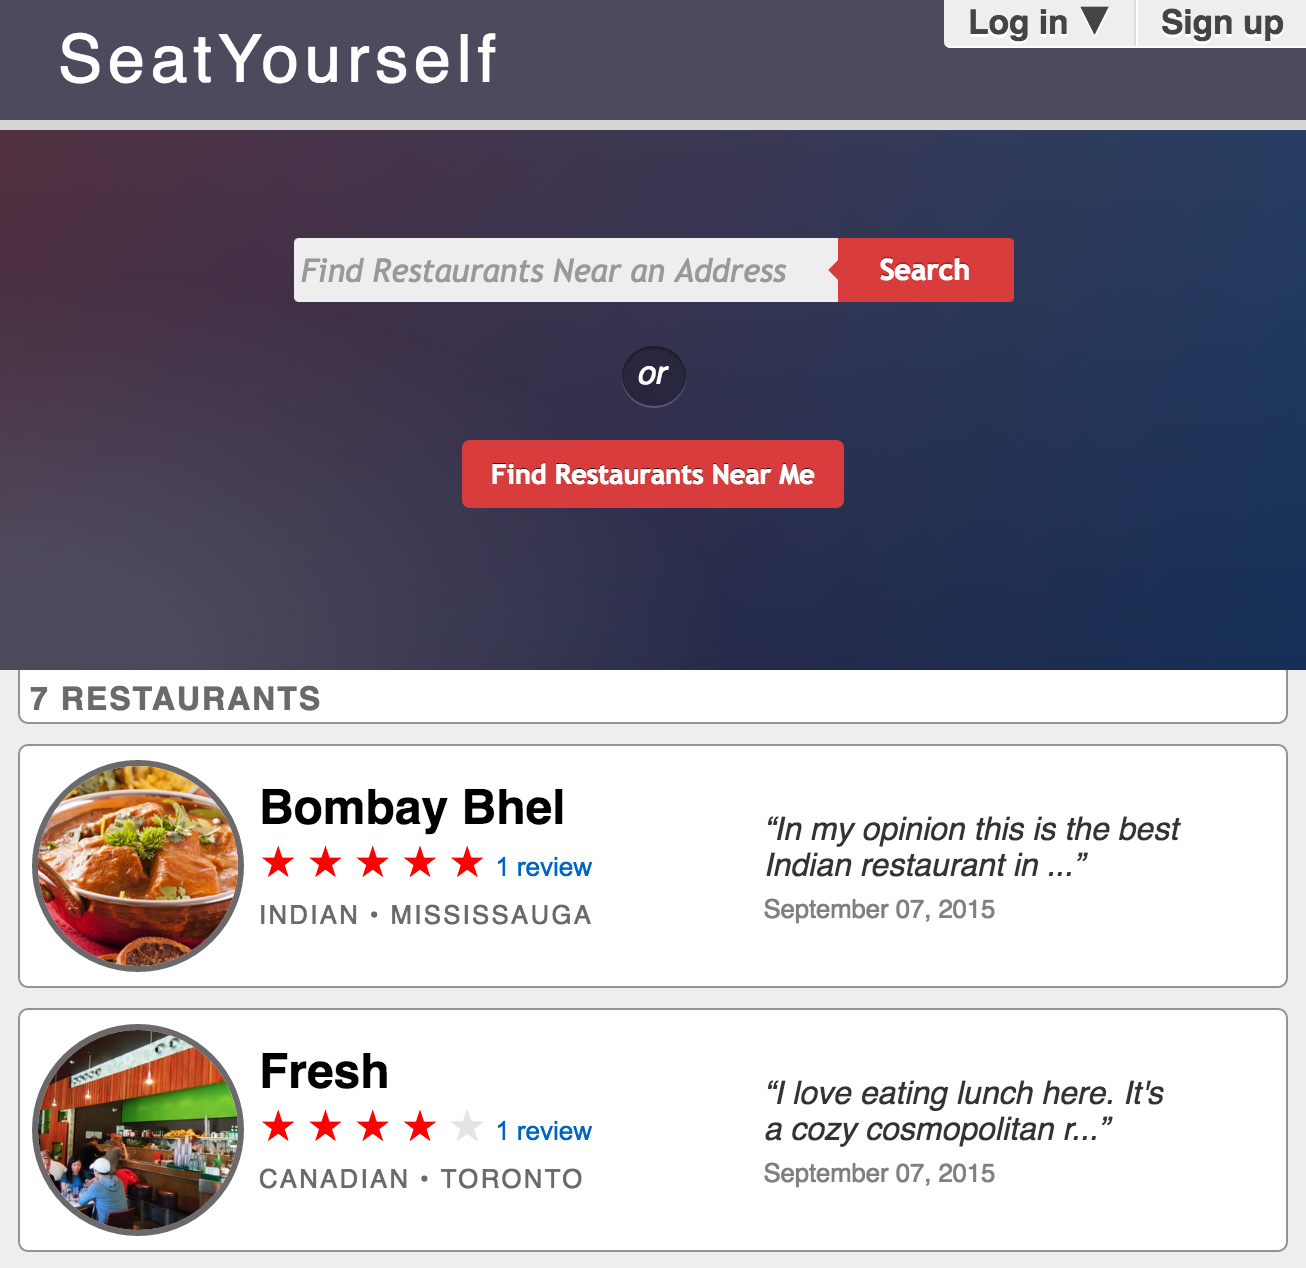 SeatYourself
Log in ▼
Sign up
Find Restaurants Near an Address
Search
or
Find Restaurants Near Me
7 RESTAURANTS
Bombay Bhel
★ ★ ★ ★ ★ 1 review
INDIAN • MISSISSAUGA
“In my opinion this is the best
Indian restaurant in ...”
September 07, 2015
Fresh
★ ★ ★ ★ ★ 1 review
CANADIAN • TORONTO
“I love eating lunch here. It's
a cozy cosmopolitan r...”
September 07, 2015